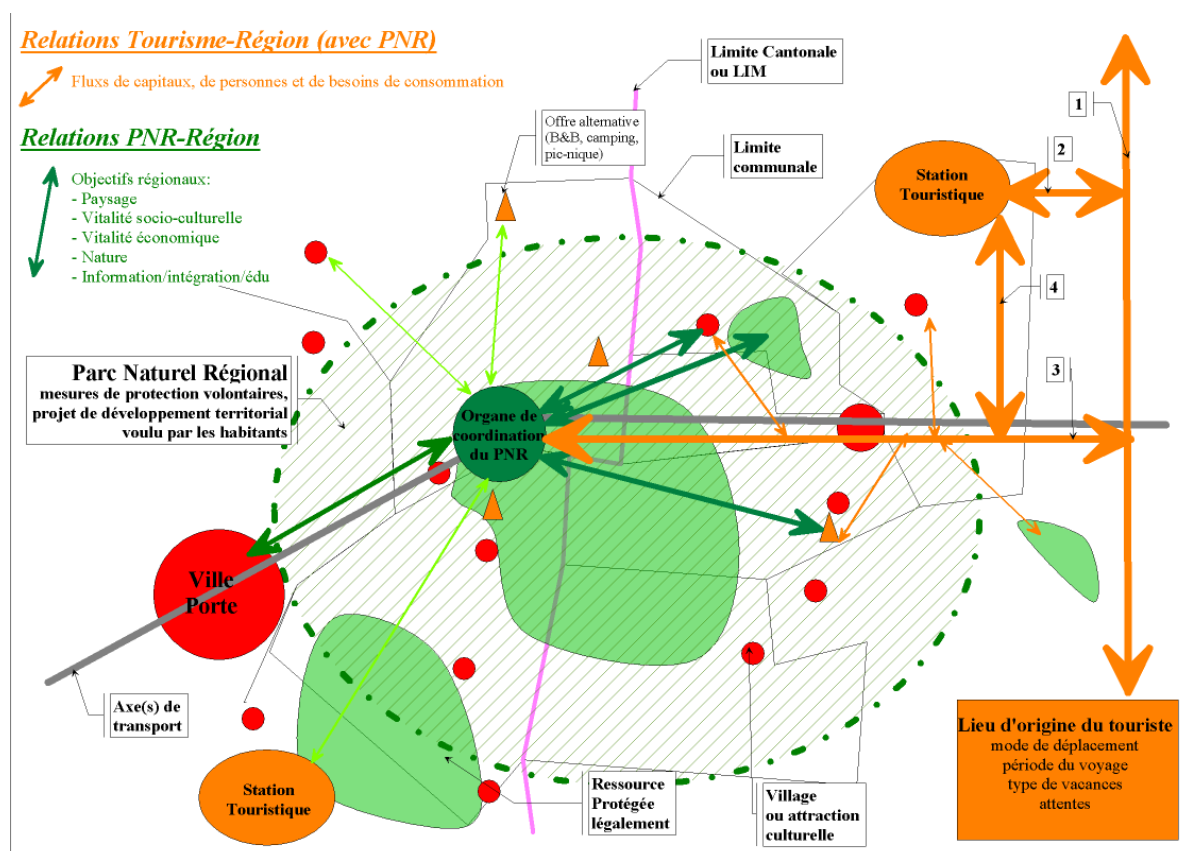 Relations Tourisme-Région (avec PNR)
Fluxs de capitaux, de personnes et de besoins de consommation
Relations PNR-Région
Objectifs régionaux:
- Paysage
- Vitalité socio-culturelle
- Vitalité économique
- Nature
- Information/intégration/édu
Limite Cantonale
ou LIM
Offre alternative
(B&B, camping,
pic-nique)
Limite
communale
1
2
Station
Touristique
4
3
Parc Naturel Régional
mesures de protection volontaires,
projet de développement territorial
voulu par les habitants
Organe de
coordination
du PNR
Ville
Porte
Axe(s) de
transport
Station
Touristique
Ressource
Protégée
légalement
Village
ou attraction
culturelle
Lieu d'origine du touriste
mode de déplacement
période du voyage
type de vacances
attentes